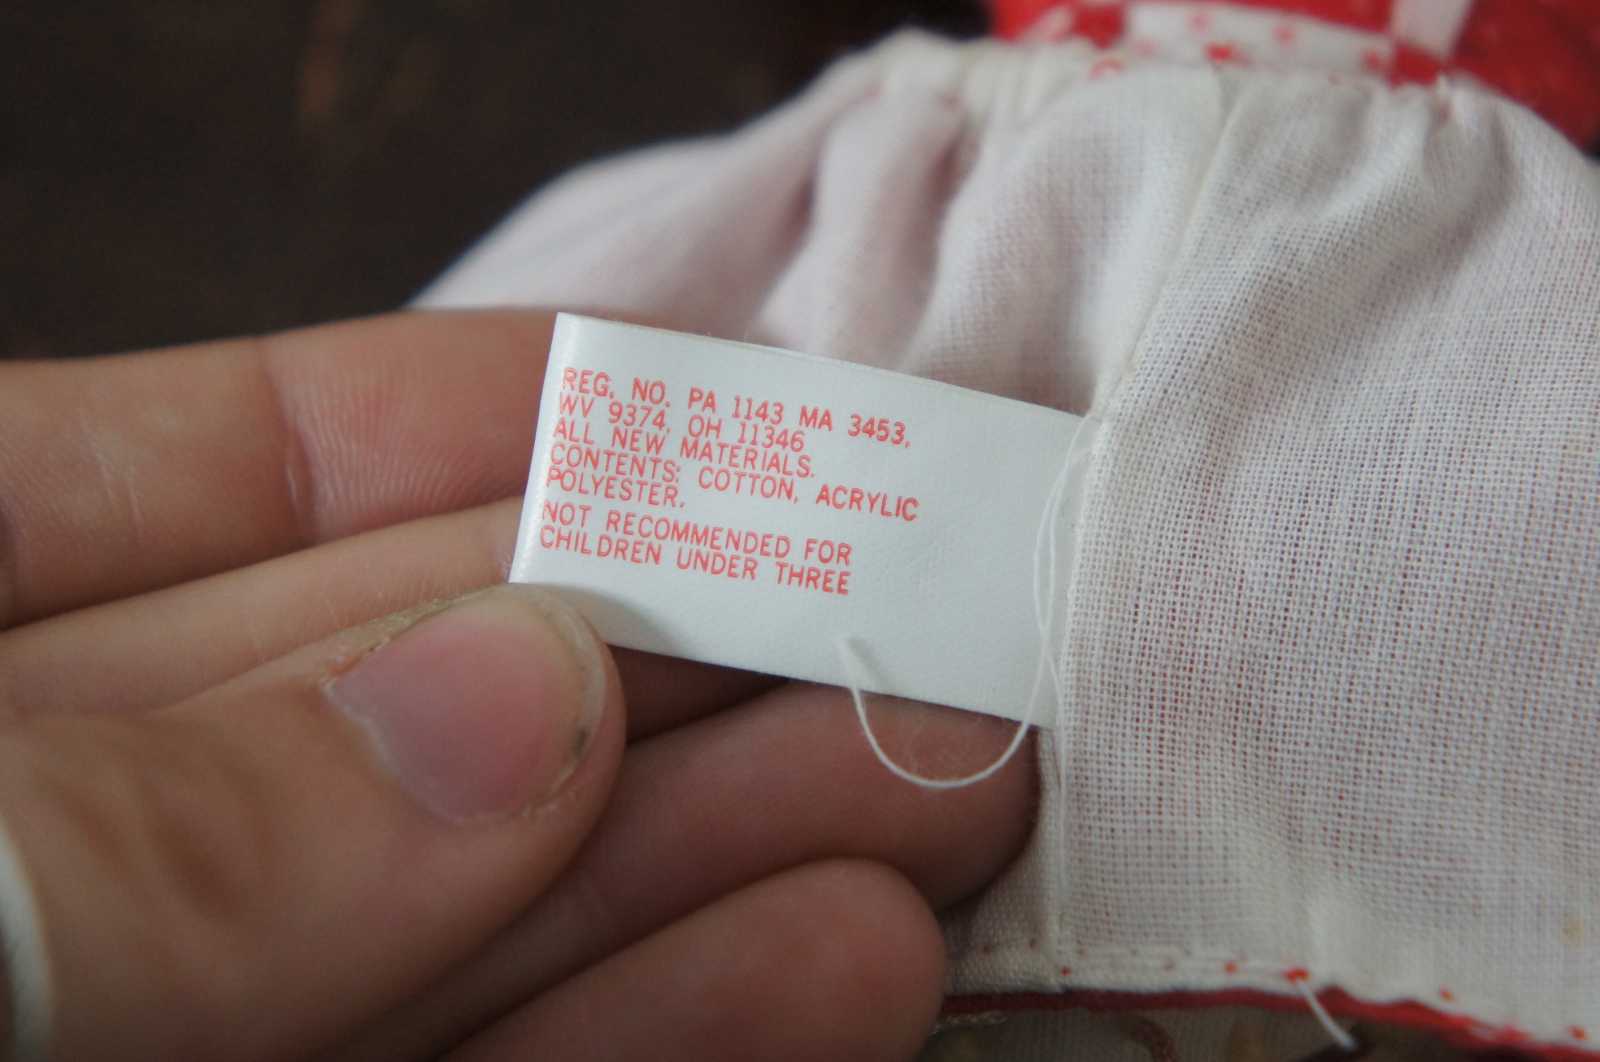 REG. NO. PA 1143 MA 3453,
WV 9374, OH 11346
ALL NEW MATERIALS.
CONTENTS: COTTON, ACRYLIC
POLYESTER.
NOT RECOMMENDED FOR
CHILDREN UNDER THREE